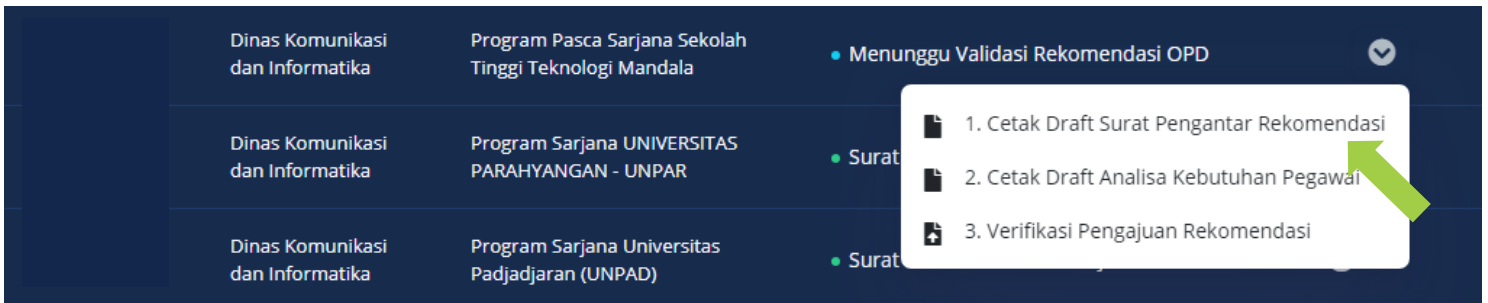 Dinas Komunikasi
dan Informatika
Program Pasca Sarjana Sekolah
Tinggi Teknologi Mandala
Menunggu Validasi Rekomendasi OPD
1. Cetak Draft Surat Pengantar Rekomendasi
2. Cetak Draft Analisa Kebutuhan Pegawai
3. Verifikasi Pengajuan Rekomendasi
Dinas Komunikasi
dan Informatika
Program Sarjana UNIVERSITAS
PARAHYANGAN - UNPAR
Surat
Dinas Komunikasi
dan Informatika
Program Sarjana Universitas
Padjadjaran (UNPAD)
Surat